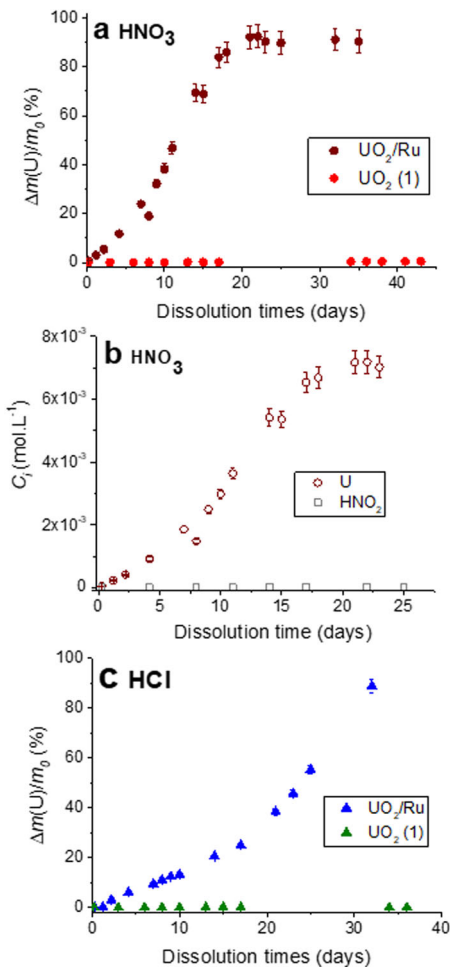 a HNO₃
Δm(U)/m₀ (%)
100
80
60
40
20
0
UO₂/Ru
UO₂ (1)
0 10 20 30 40
Dissolution times (days)
b HNO₃
Cᵢ (mol.L⁻¹)
8x10⁻³
6x10⁻³
4x10⁻³
2x10⁻³
0
U
HNO₂
0 5 10 15 20 25
Dissolution time (days)
C HCl
Δm(U)/m₀ (%)
100
80
60
40
20
0
UO₂/Ru
UO₂ (1)
0 10 20 30 40
Dissolution times (days)